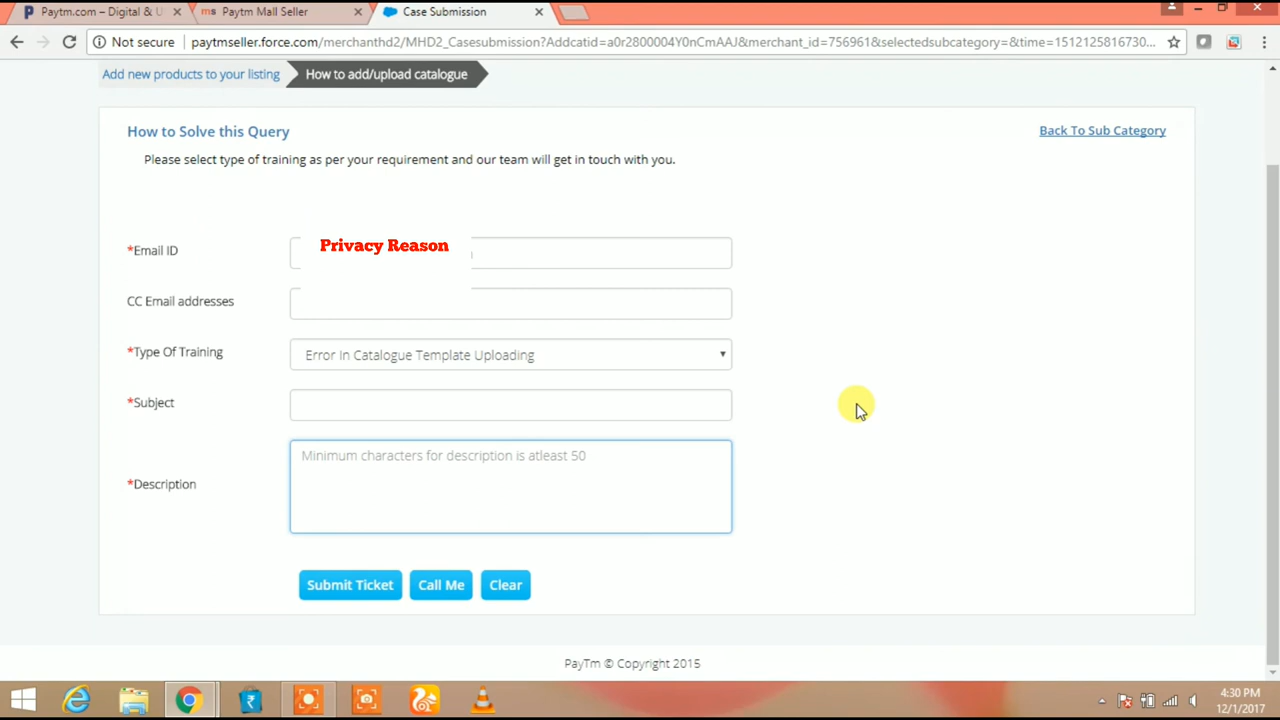 Paytm.com – Digital & U
Paytm Mall Seller
Case Submission
Not secure
paytmseller.force.com/merchanthd2/MHD2_Casesubmission?Addcatid=a0r2800004Y0nCmAAJ&merchant_id=756961&selectedsubcategory=&time=1512125816730...
Add new products to your listing
How to add/upload catalogue
How to Solve this Query
Back To Sub Category
Please select type of training as per your requirement and our team will get in touch with you.
*Email ID
Privacy Reason
CC Email addresses
*Type Of Training
Error In Catalogue Template Uploading
*Subject
Minimum characters for description is atleast 50
*Description
Submit Ticket
Call Me
Clear
PayTm © Copyright 2015
4:30 PM
12/1/2017